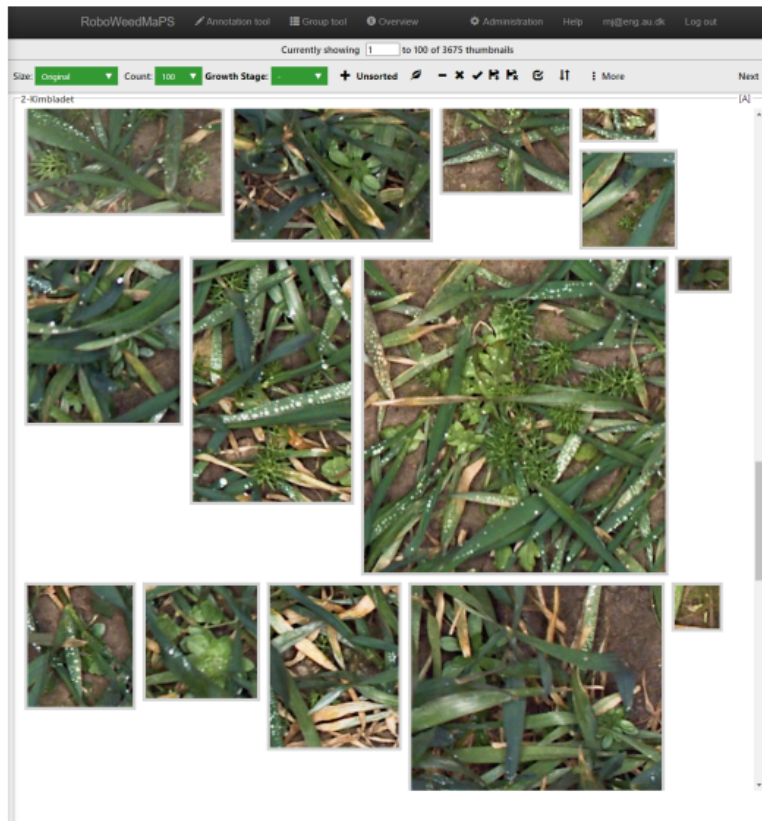 RoboWeedMaPS Annotation tool Group tool Overview Administration Help rnj@eng.au.dk Log out
Currently showing 1 to 100 of 3675 thumbnails
Size: Original Count: 100 Growth Stage: - Unsorted More Next
2-Kimbladet [A]